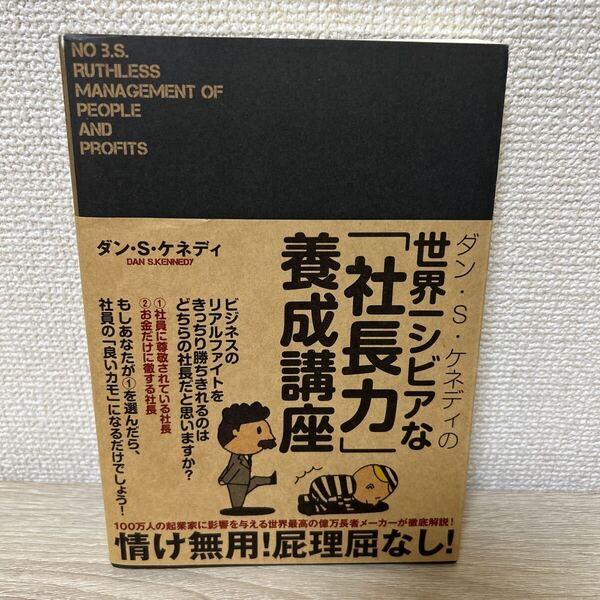 NO B.S.
RUTHLESS
MANAGEMENT OF
PEOPLE
AND
PROFITS
ダン・S・ケネディの
世界一シビアな
「社長力」
養成講座
ダン・S・ケネディ
DAN S.KENNEDY
ビジネスの
リアルファイトを
きっちり勝ちきれるのは
どちらの社長だと思いますか?
①社員に尊敬されている社長
②お金だけに徹する社長
もしあなたが①を選んだら、
社員の「良いカモ」になるだけでしょう!
100万人の起業家に影響を与える世界最高の億万長者メーカーが徹底解説!
情け無用!屁理屈なし!